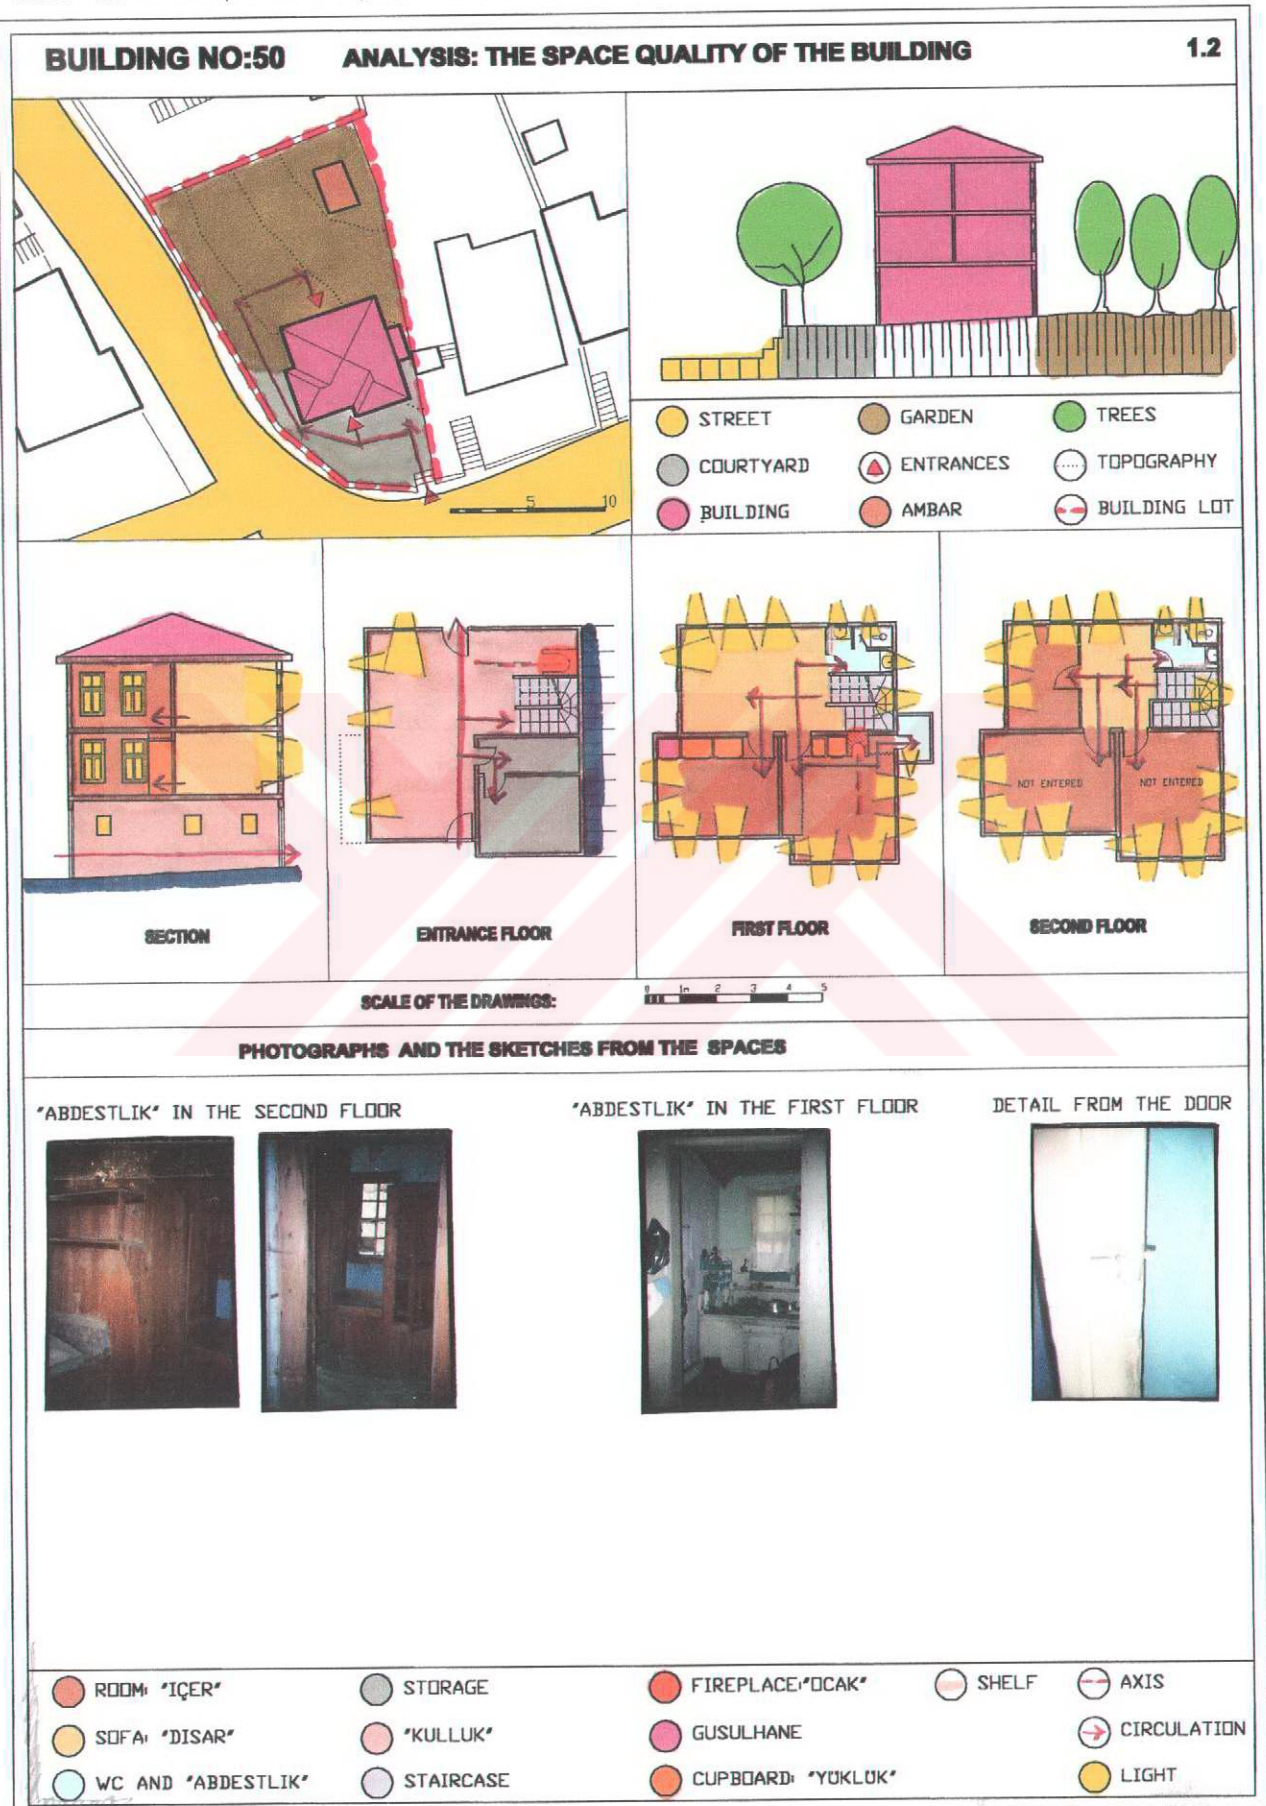 BUILDING NO:50 ANALYSIS: THE SPACE QUALITY OF THE BUILDING 1.2
5 10
STREET GARDEN TREES
COURTYARD ENTRANCES TOPOGRAPHY
BUILDING AMBAR BUILDING LOT
NOT ENTERED NOT ENTERED
SECTION ENTRANCE FLOOR FIRST FLOOR SECOND FLOOR
SCALE OF THE DRAWINGS: 0 1m 2 3 4 5
PHOTOGRAPHS AND THE SKETCHES FROM THE SPACES
"ABDESTLIK" IN THE SECOND FLOOR "ABDESTLIK" IN THE FIRST FLOOR DETAIL FROM THE DOOR
ROOM: "IÇER" STORAGE FIREPLACE:"OCAK" SHELF AXIS
SOFA: "DISAR" "KULLUK" GUSULHANE CIRCULATION
WC AND "ABDESTLIK" STAIRCASE CUPBOARD: "YÜKLÜK" LIGHT